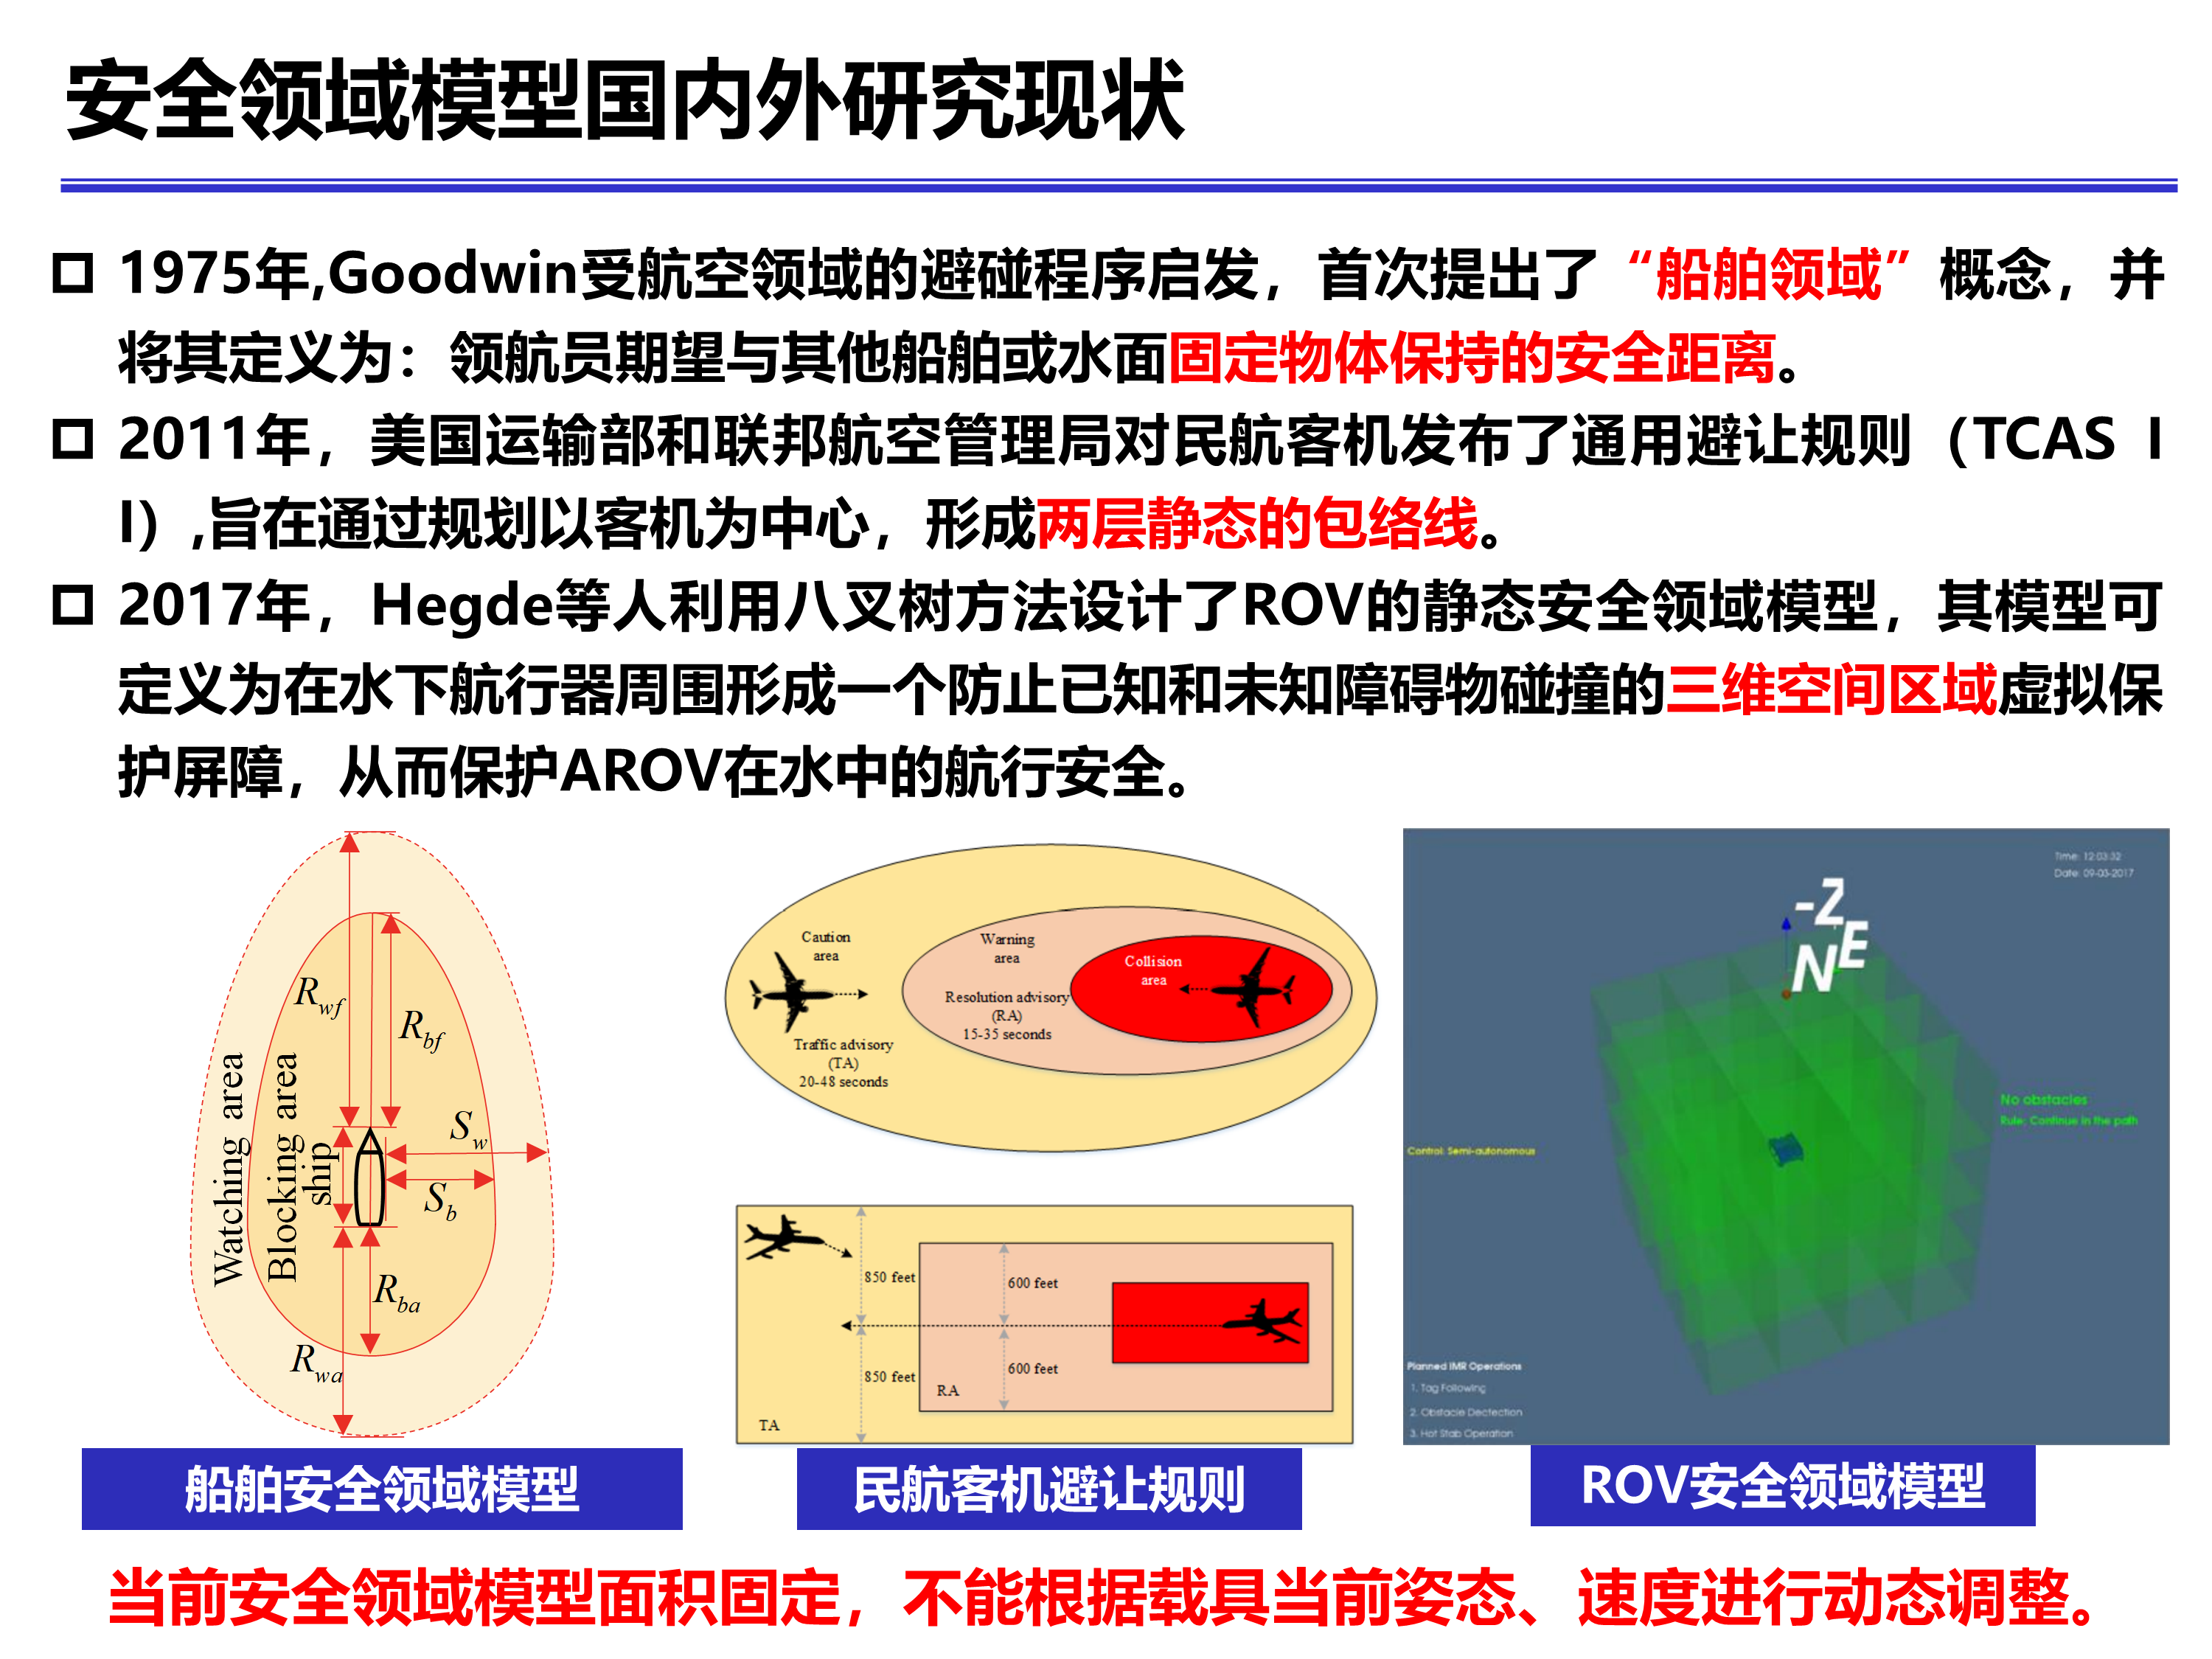 安全领域模型国内外研究现状
1975年,Goodwin受航空领域的避碰程序启发，首次提出了“船舶领域”概念，并
将其定义为：领航员期望与其他船舶或水面固定物体保持的安全距离。
2011年，美国运输部和联邦航空管理局对民航客机发布了通用避让规则（TCAS I
I）,旨在通过规划以客机为中心，形成两层静态的包络线。
2017年，Hegde等人利用八叉树方法设计了ROV的静态安全领域模型，其模型可
定义为在水下航行器周围形成一个防止已知和未知障碍物碰撞的三维空间区域虚拟保
护屏障，从而保护AROV在水中的航行安全。
Rwf
Rbf
Watching area
Blocking area
ship
Sw
Sb
Rba
Rwa
Caution
area
Traffic advisory
(TA)
20-48 seconds
Warning
area
Resolution advisory
(RA)
15-35 seconds
Collision
area
850 feet
600 feet
850 feet
600 feet
RA
TA
Time: 12:03:32
Date: 09-03-2017
-Z
N
E
No obstacles
Rule: Continue in the path
Control: Semi-autonomous
Planned IMR Operations
1. Tag Following
2. Obstacle Dectection
3. Hot Stab Operation
船舶安全领域模型
民航客机避让规则
ROV安全领域模型
当前安全领域模型面积固定，不能根据载具当前姿态、速度进行动态调整。